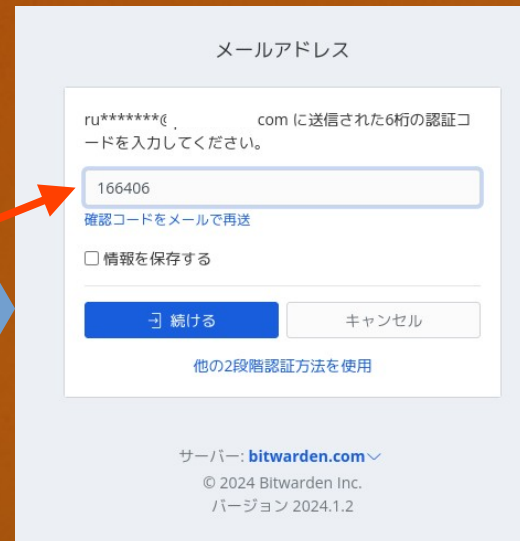 メールアドレス
ru*******@ com に送信された6桁の認証コ
ードを入力してください。
166406
確認コードをメールで再送
情報を保存する
続ける
キャンセル
他の2段階認証方法を使用
サーバー: bitwarden.com
© 2024 Bitwarden Inc.
バージョン 2024.1.2